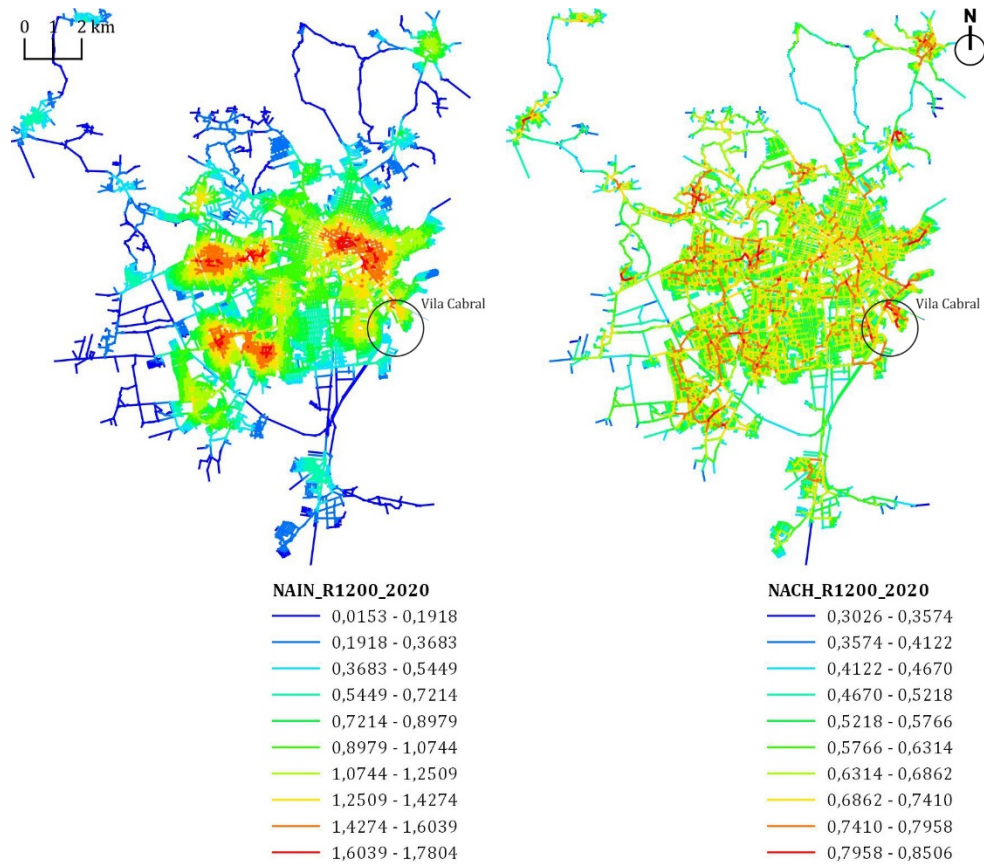 0 1 2 km
N
Vila Cabral
Vila Cabral
NAIN_R1200_2020
0,0153 - 0,1918
0,1918 - 0,3683
0,3683 - 0,5449
0,5449 - 0,7214
0,7214 - 0,8979
0,8979 - 1,0744
1,0744 - 1,2509
1,2509 - 1,4274
1,4274 - 1,6039
1,6039 - 1,7804
NACH_R1200_2020
0,3026 - 0,3574
0,3574 - 0,4122
0,4122 - 0,4670
0,4670 - 0,5218
0,5218 - 0,5766
0,5766 - 0,6314
0,6314 - 0,6862
0,6862 - 0,7410
0,7410 - 0,7958
0,7958 - 0,8506